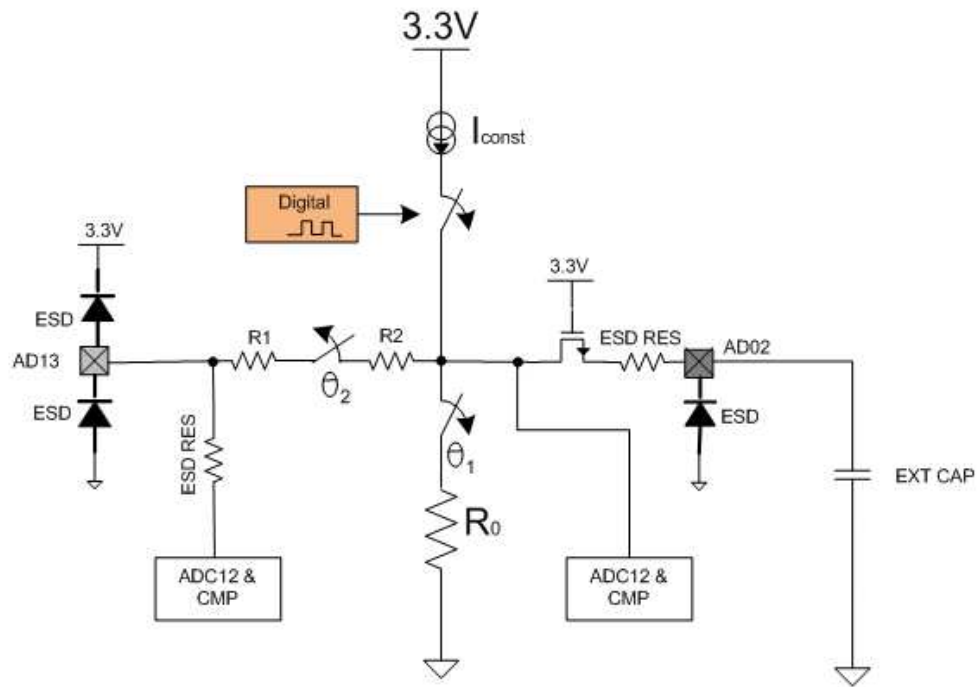 3.3V
I const
Digital
3.3V
3.3V
ESD
R1
R2
ESD RES
AD13
AD02
Θ2
ESD
ESD
Θ1
ESD RES
EXT CAP
R0
ADC12 &
CMP
ADC12 &
CMP